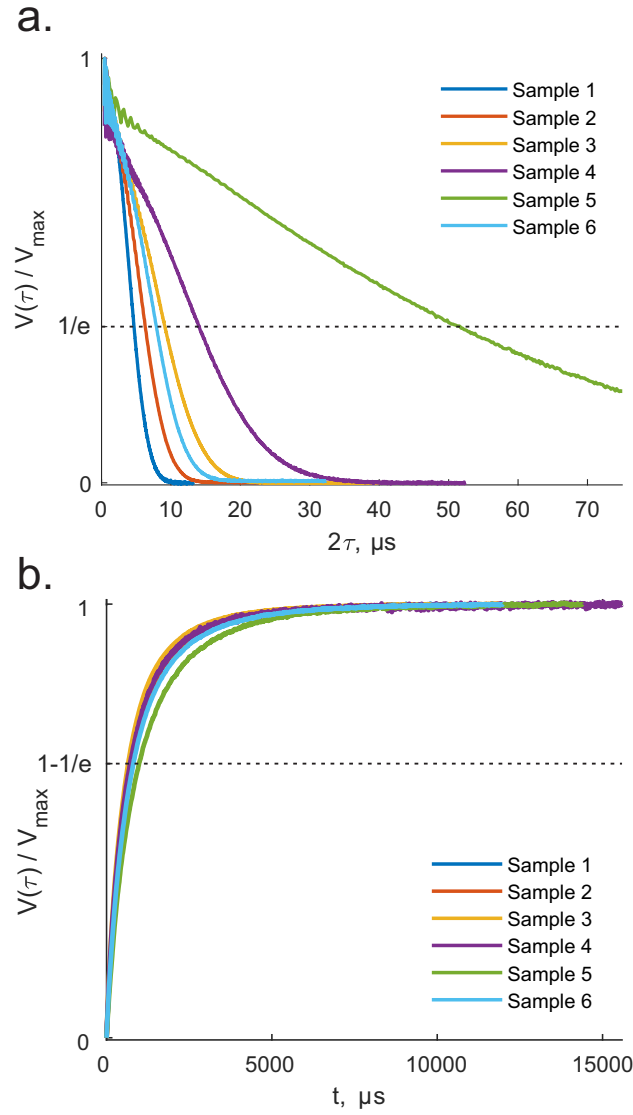 a.
1
1/e
0
V(τ) / Vmax
Sample 1
Sample 2
Sample 3
Sample 4
Sample 5
Sample 6
0 10 20 30 40 50 60 70
2τ, μs
b.
1
1-1/e
0
V(τ) / Vmax
Sample 1
Sample 2
Sample 3
Sample 4
Sample 5
Sample 6
0 5000 10000 15000
t, μs